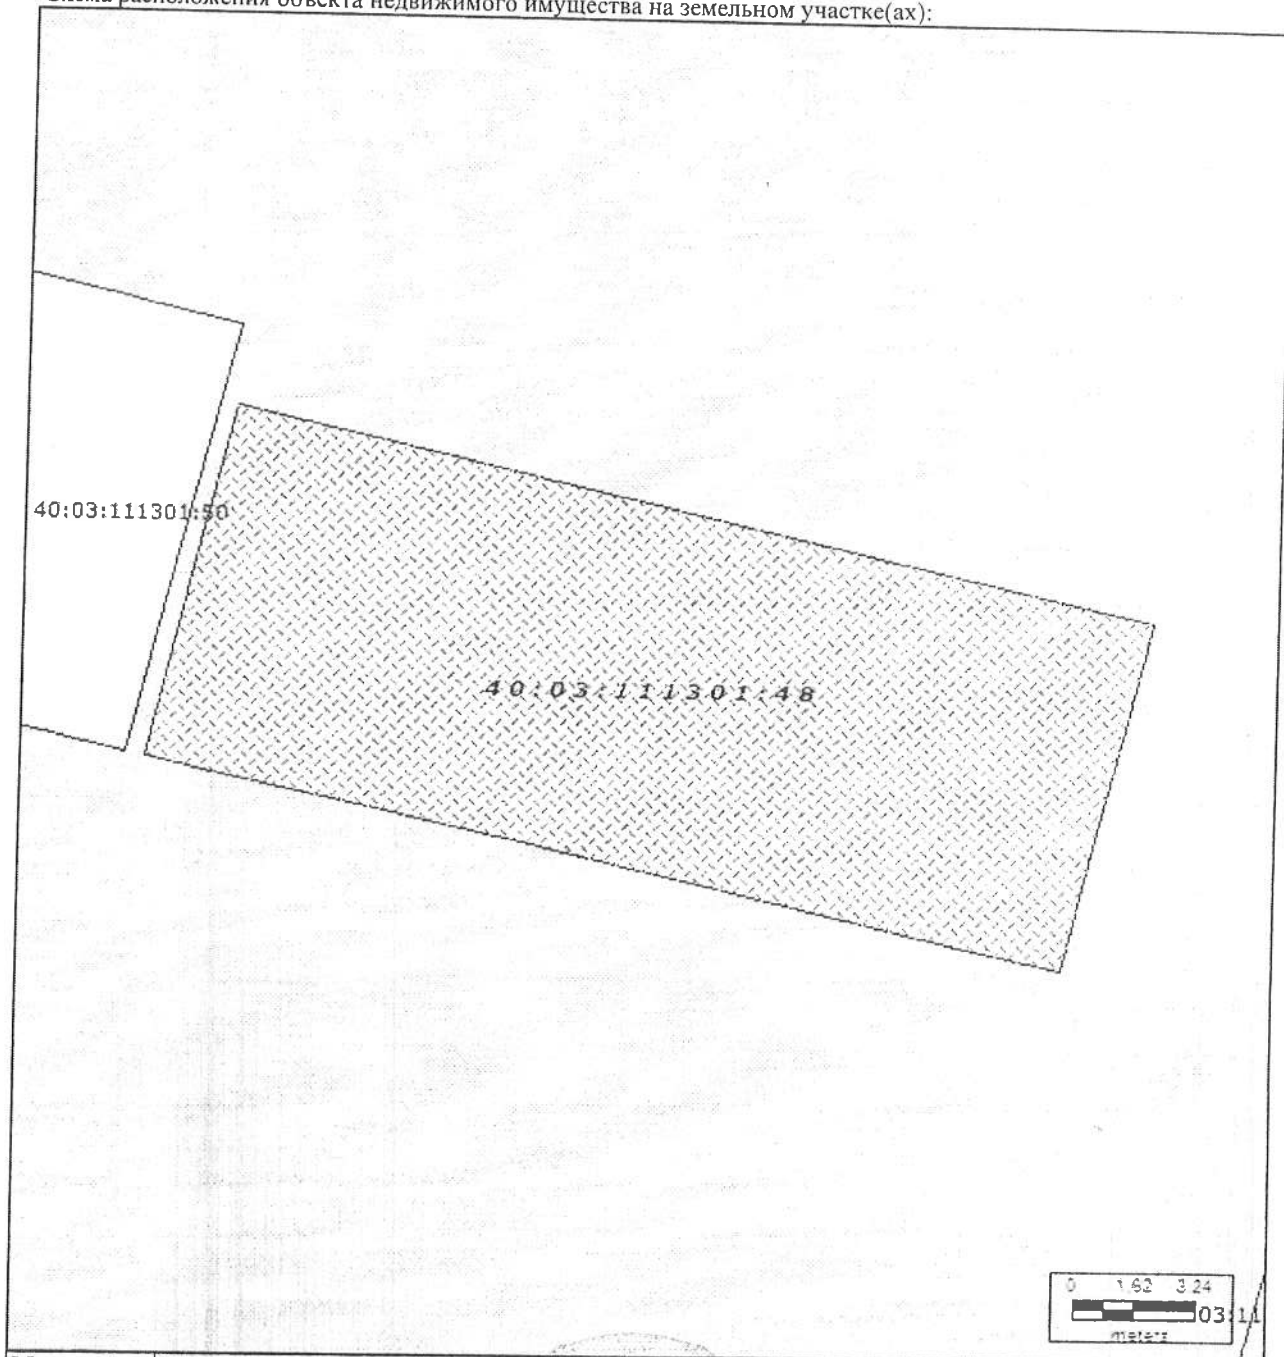 расположения объекта недвижимого имущества на земельном участке(ах):
40:03:111301:50
40:03:111301:48
0 1,62 3,24
03:11
meters